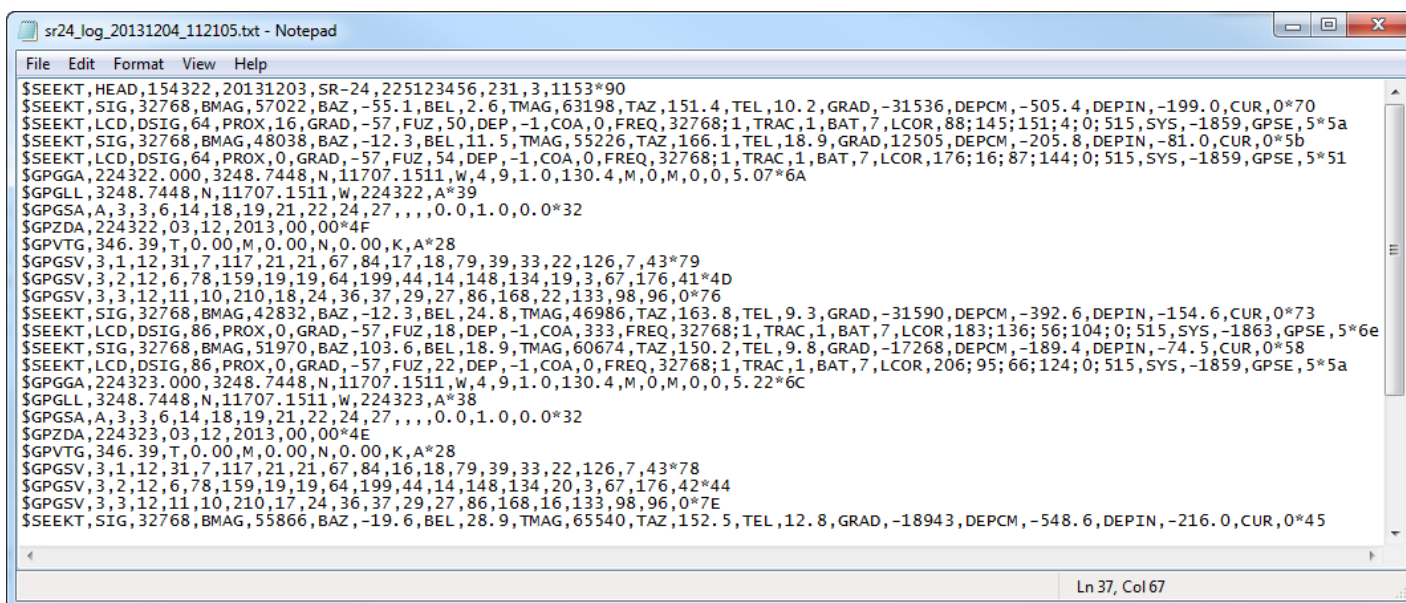 sr24_log_20131204_112105.txt - Notepad
File Edit Format View Help
$SEEKT,HEAD,154322,20131203,SR-24,225123456,231,3,1153*90
$SEEKT,SIG,32768,BMAG,57022,BAZ,-55.1,BEL,2.6,TMAG,63198,TAZ,151.4,TEL,10.2,GRAD,-31536,DEPCM,-505.4,DEPIN,-199.0,CUR,0*70
$SEEKT,LCD,DSIG,64,PROX,16,GRAD,-57,FUZ,50,DEP,-1,COA,0,FREQ,32768;1,TRAC,1,BAT,7,LCOR,88;145;151;4;0;515,SYS,-1859,GPSE,5*5a
$SEEKT,SIG,32768,BMAG,48038,BAZ,-12.3,BEL,11.5,TMAG,55226,TAZ,166.1,TEL,18.9,GRAD,12505,DEPCM,-205.8,DEPIN,-81.0,CUR,0*5b
$SEEKT,LCD,DSIG,64,PROX,0,GRAD,-57,FUZ,54,DEP,-1,COA,0,FREQ,32768;1,TRAC,1,BAT,7,LCOR,176;16;87;144;0;515,SYS,-1859,GPSE,5*51
$GPGGA,224322.000,3248.7448,N,11707.1511,W,4,9,1.0,130.4,M,0,M,0,0,5.07*6A
$GPGLL,3248.7448,N,11707.1511,W,224322,A*39
$GPGSA,A,3,3,6,14,18,19,21,22,24,27,,,,0.0,1.0,0.0*32
$GPZDA,224322,03,12,2013,00,00*4F
$GPVTG,346.39,T,0.00,M,0.00,N,0.00,K,A*28
$GPGSV,3,1,12,31,7,117,21,21,67,84,17,18,79,39,33,22,126,7,43*79
$GPGSV,3,2,12,6,78,159,19,19,64,199,44,14,148,134,19,3,67,176,41*4D
$GPGSV,3,3,12,11,10,210,18,24,36,37,29,27,86,168,22,133,98,96,0*76
$SEEKT,SIG,32768,BMAG,42832,BAZ,-12.3,BEL,24.8,TMAG,46986,TAZ,163.8,TEL,9.3,GRAD,-31590,DEPCM,-392.6,DEPIN,-154.6,CUR,0*73
$SEEKT,LCD,DSIG,86,PROX,0,GRAD,-57,FUZ,18,DEP,-1,COA,333,FREQ,32768;1,TRAC,1,BAT,7,LCOR,183;136;56;104;0;515,SYS,-1863,GPSE,5*6e
$SEEKT,SIG,32768,BMAG,51970,BAZ,103.6,BEL,18.9,TMAG,60674,TAZ,150.2,TEL,9.8,GRAD,-17268,DEPCM,-189.4,DEPIN,-74.5,CUR,0*58
$SEEKT,LCD,DSIG,86,PROX,0,GRAD,-57,FUZ,22,DEP,-1,COA,0,FREQ,32768;1,TRAC,1,BAT,7,LCOR,206;95;66;124;0;515,SYS,-1859,GPSE,5*5a
$GPGGA,224323.000,3248.7448,N,11707.1511,W,4,9,1.0,130.4,M,0,M,0,0,5.22*6C
$GPGLL,3248.7448,N,11707.1511,W,224323,A*38
$GPGSA,A,3,3,6,14,18,19,21,22,24,27,,,,0.0,1.0,0.0*32
$GPZDA,224323,03,12,2013,00,00*4E
$GPVTG,346.39,T,0.00,M,0.00,N,0.00,K,A*28
$GPGSV,3,1,12,31,7,117,21,21,67,84,16,18,79,39,33,22,126,7,43*78
$GPGSV,3,2,12,6,78,159,19,19,64,199,44,14,148,134,20,3,67,176,42*44
$GPGSV,3,3,12,11,10,210,17,24,36,37,29,27,86,168,16,133,98,96,0*7E
$SEEKT,SIG,32768,BMAG,55866,BAZ,-19.6,BEL,28.9,TMAG,65540,TAZ,152.5,TEL,12.8,GRAD,-18943,DEPCM,-548.6,DEPIN,-216.0,CUR,0*45
Ln 37, Col 67